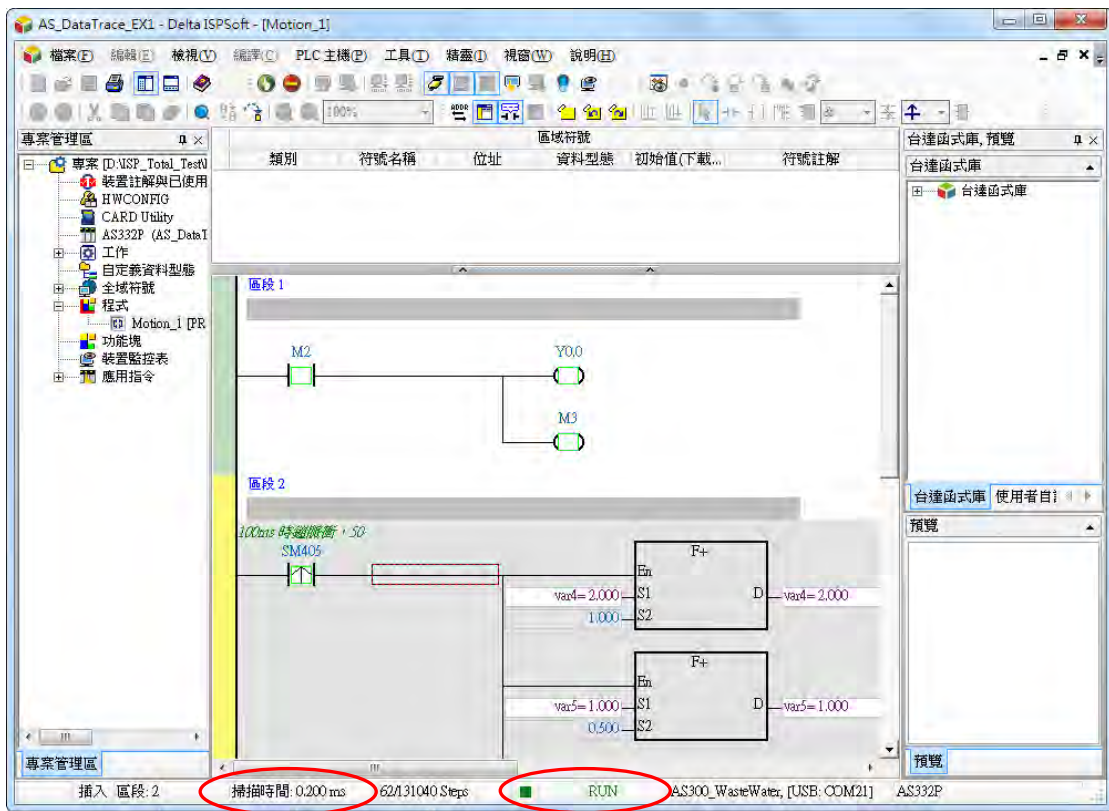 AS_DataTrace_EX1 - Delta ISPSoft - [Motion_1]
檔案(F) 編輯(E) 檢視(V) 編譯(C) PLC 主機(P) 工具(T) 精靈(I) 視窗(W) 說明(H)
100%
專案管理區
專案 [D:\ISP_Total_Test\
裝置註解與已使用
HWCONFIG
CARD Utility
AS332P (AS_DataT
工作
自定義資料型態
全域符號
程式
Motion_1 [PR
功能塊
裝置監控表
應用指令
專案管理區
區域符號
類別 符號名稱 位址 資料型態 初始值(下載... 符號註解
區段 1
M2 Y0.0
M3
區段 2
100ms 時鐘脈衝，50
SM405 F+
En
var4= 2.000 S1 D var4= 2.000
1.000 S2
F+
En
var5= 1.000 S1 D var5= 1.000
0.500 S2
台達函式庫, 預覽
台達函式庫
台達函式庫
台達函式庫 使用者自
預覽
預覽
插入 區段: 2 掃描時間: 0.200 ms 62/131040 Steps RUN AS300_WasteWater, [USB: COM21] AS332P